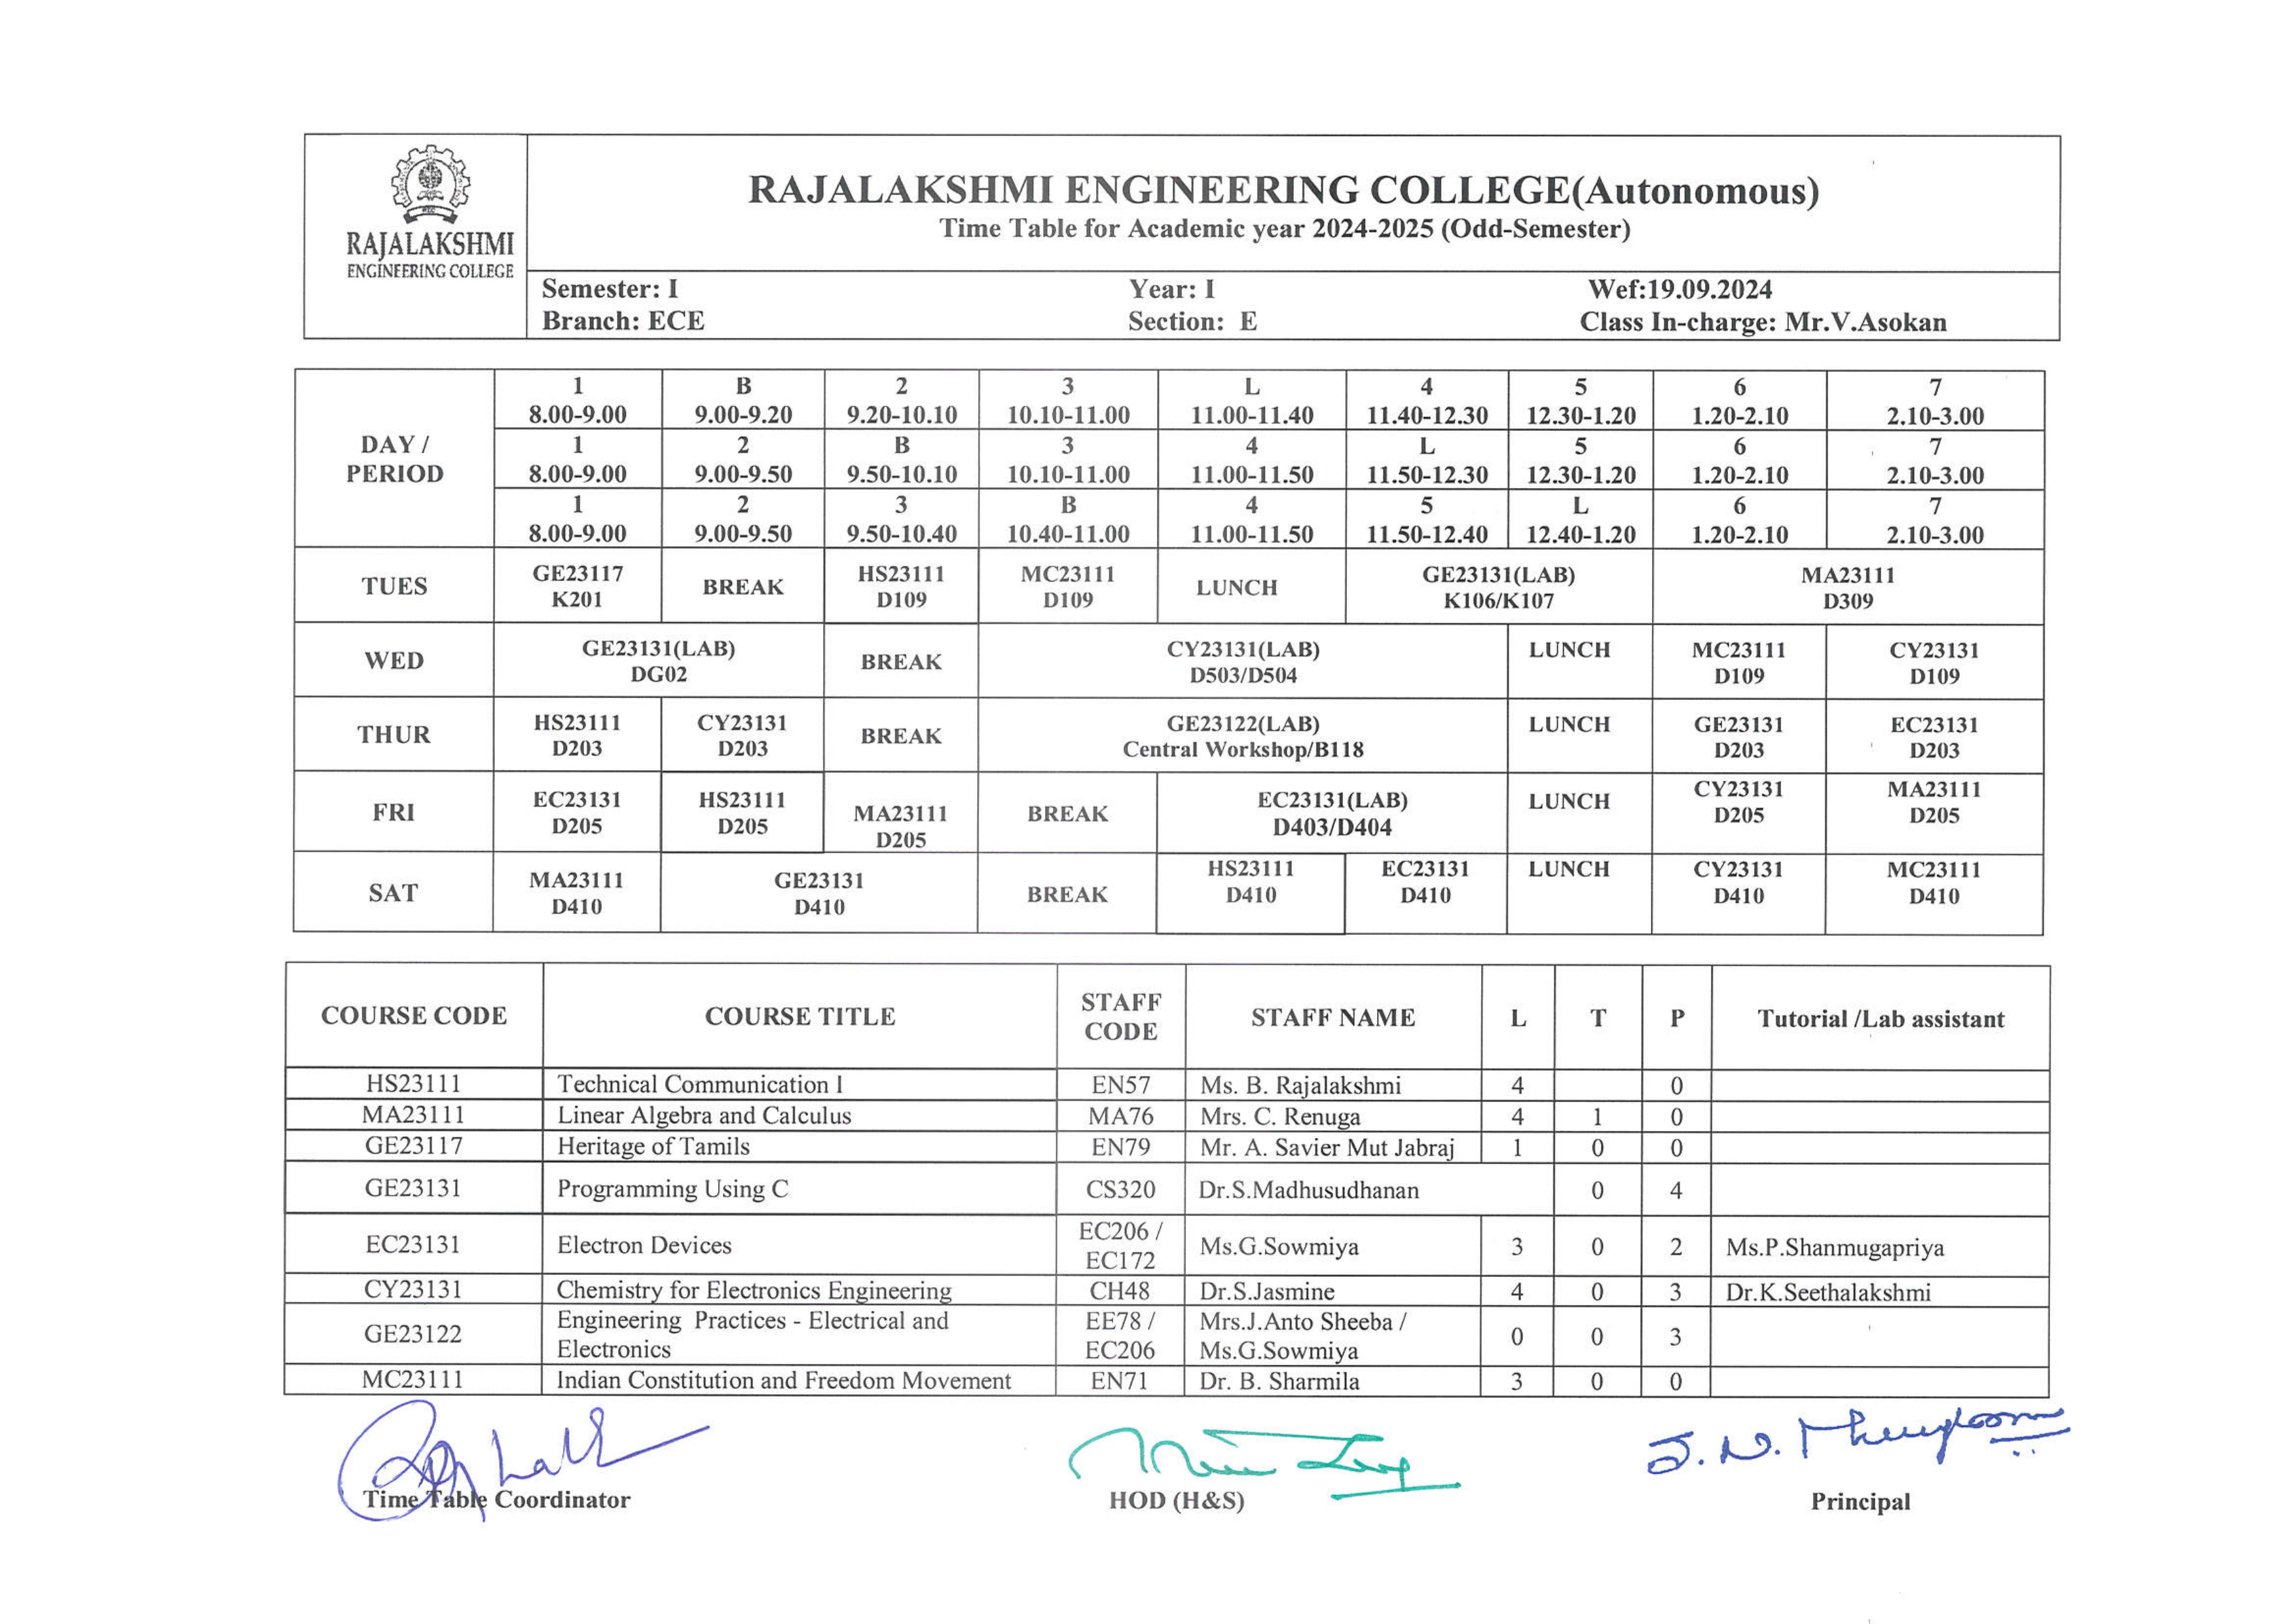 RAJALAKSHMI
ENGINEERING COLLEGE
RAJALAKSHMI ENGINEERING COLLEGE(Autonomous)
Time Table for Academic year 2024-2025 (Odd-Semester)
Semester: I Year: I Wef:19.09.2024
Branch: ECE Section: E Class In-charge: Mr.V.Asokan
DAY / PERIOD
1 B 2 3 L 4 5 6 7
8.00-9.00 9.00-9.20 9.20-10.10 10.10-11.00 11.00-11.40 11.40-12.30 12.30-1.20 1.20-2.10 2.10-3.00
1 2 B 3 4 L 5 6 7
8.00-9.00 9.00-9.50 9.50-10.10 10.10-11.00 11.00-11.50 11.50-12.30 12.30-1.20 1.20-2.10 2.10-3.00
1 2 3 B 4 5 L 6 7
8.00-9.00 9.00-9.50 9.50-10.40 10.40-11.00 11.00-11.50 11.50-12.40 12.40-1.20 1.20-2.10 2.10-3.00
TUES GE23117 BREAK HS23111 MC23111 LUNCH GE23131(LAB) MA23111
K201 D109 D109 K106/K107 D309
WED GE23131(LAB) BREAK CY23131(LAB) LUNCH MC23111 CY23131
DG02 D503/D504 D109 D109
THUR HS23111 CY23131 BREAK GE23122(LAB) LUNCH GE23131 EC23131
D203 D203 Central Workshop/B118 D203 D203
FRI EC23131 HS23111 MA23111 BREAK EC23131(LAB) LUNCH CY23131 MA23111
D205 D205 D205 D403/D404 D205 D205
SAT MA23111 GE23131 BREAK HS23111 EC23131 LUNCH CY23131 MC23111
D410 D410 D410 D410 D410 D410
COURSE CODE COURSE TITLE STAFF CODE STAFF NAME L T P Tutorial /Lab assistant
HS23111 Technical Communication I EN57 Ms. B. Rajalakshmi 4 0
MA23111 Linear Algebra and Calculus MA76 Mrs. C. Renuga 4 1 0
GE23117 Heritage of Tamils EN79 Mr. A. Savier Mut Jabraj 1 0 0
GE23131 Programming Using C CS320 Dr.S.Madhusudhanan 0 4
EC23131 Electron Devices EC206 / EC172 Ms.G.Sowmiya 3 0 2 Ms.P.Shanmugapriya
CY23131 Chemistry for Electronics Engineering CH48 Dr.S.Jasmine 4 0 3 Dr.K.Seethalakshmi
GE23122 Engineering Practices - Electrical and Electronics EE78 / EC206 Mrs.J.Anto Sheeba / Ms.G.Sowmiya 0 0 3
MC23111 Indian Constitution and Freedom Movement EN71 Dr. B. Sharmila 3 0 0
Time Table Coordinator HOD (H&S) Principal